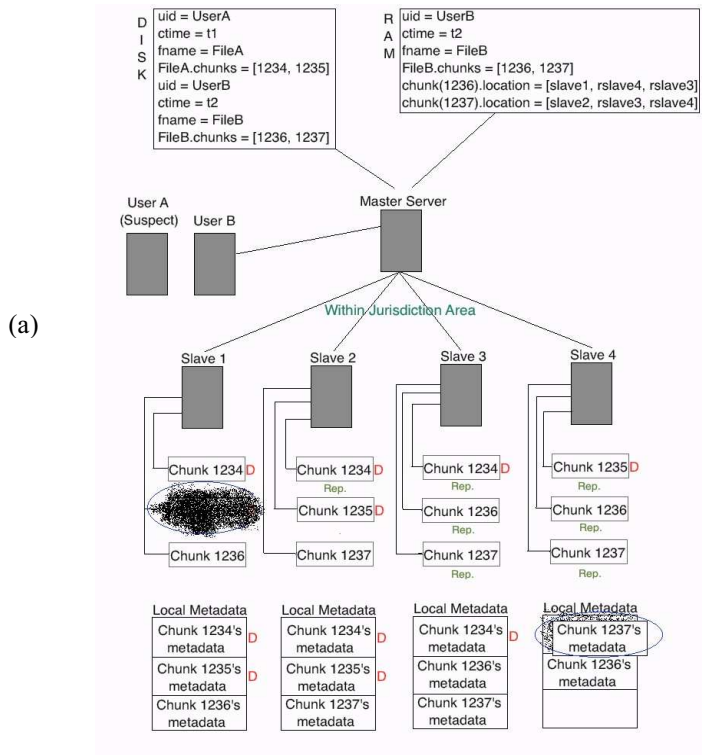 DISK
uid = UserA
ctime = t1
fname = FileA
FileA.chunks = [1234, 1235]
uid = UserB
ctime = t2
fname = FileB
FileB.chunks = [1236, 1237]
RAM
uid = UserB
ctime = t2
fname = FileB
FileB.chunks = [1236, 1237]
chunk(1236).location = [slave1, rslave4, rslave3]
chunk(1237).location = [slave2, rslave3, rslave4]
User A
(Suspect)
User B
Master Server
(a)
Within Jurisdiction Area
Slave 1
Slave 2
Slave 3
Slave 4
Chunk 1234 D
Chunk 1234 D
Rep.
Chunk 1234 D
Rep.
Chunk 1235 D
Rep.
Chunk 1235 D
Chunk 1236
Rep.
Chunk 1236
Rep.
Chunk 1236
Chunk 1237
Chunk 1237
Rep.
Chunk 1237
Rep.
Local Metadata
Chunk 1234's D
metadata
Chunk 1235's D
metadata
Chunk 1236's
metadata
Local Metadata
Chunk 1234's D
metadata
Chunk 1235's D
metadata
Chunk 1237's
metadata
Local Metadata
Chunk 1234's D
metadata
Chunk 1236's
metadata
Chunk 1237's
metadata
Local Metadata
Chunk 1237's
metadata
Chunk 1236's
metadata